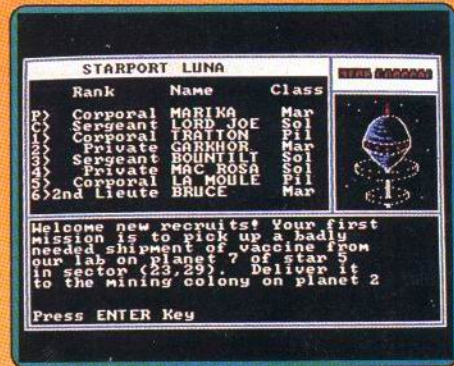 STARPORT LUNA
Rank Name Class
P> Corporal MARIKA Mar
C> Sergeant LORD JOE Sol
1> Corporal TRATTON Pil
2> Private GARKHOR Mar
3> Sergeant BOUNTILT Sol
4> Private MAC ROSA Sol
5> Corporal LA MOULE Pil
6>2nd Lieute BRUCE Mar
Welcome new recruits! Your first
mission is to pick up a badly
needed shipment of vaccine from
our lab on planet 7 of star 5
in sector (23,29). Deliver it
to the mining colony on planet 2
Press ENTER Key